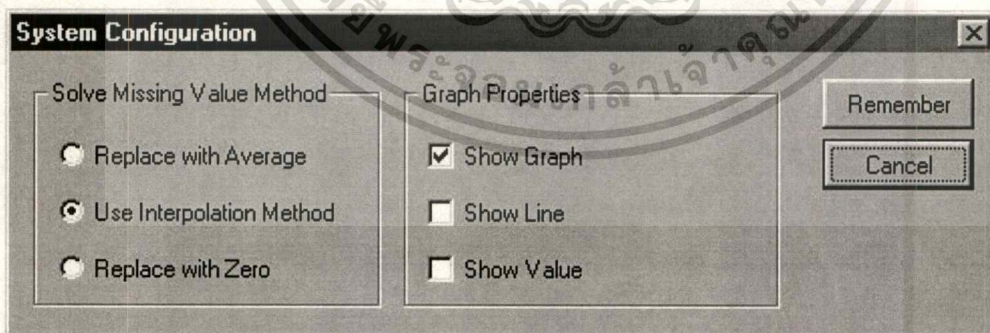 System Configuration
Solve Missing Value Method
Replace with Average
Use Interpolation Method
Replace with Zero
Graph Properties
Show Graph
Show Line
Show Value
Remember
Cancel